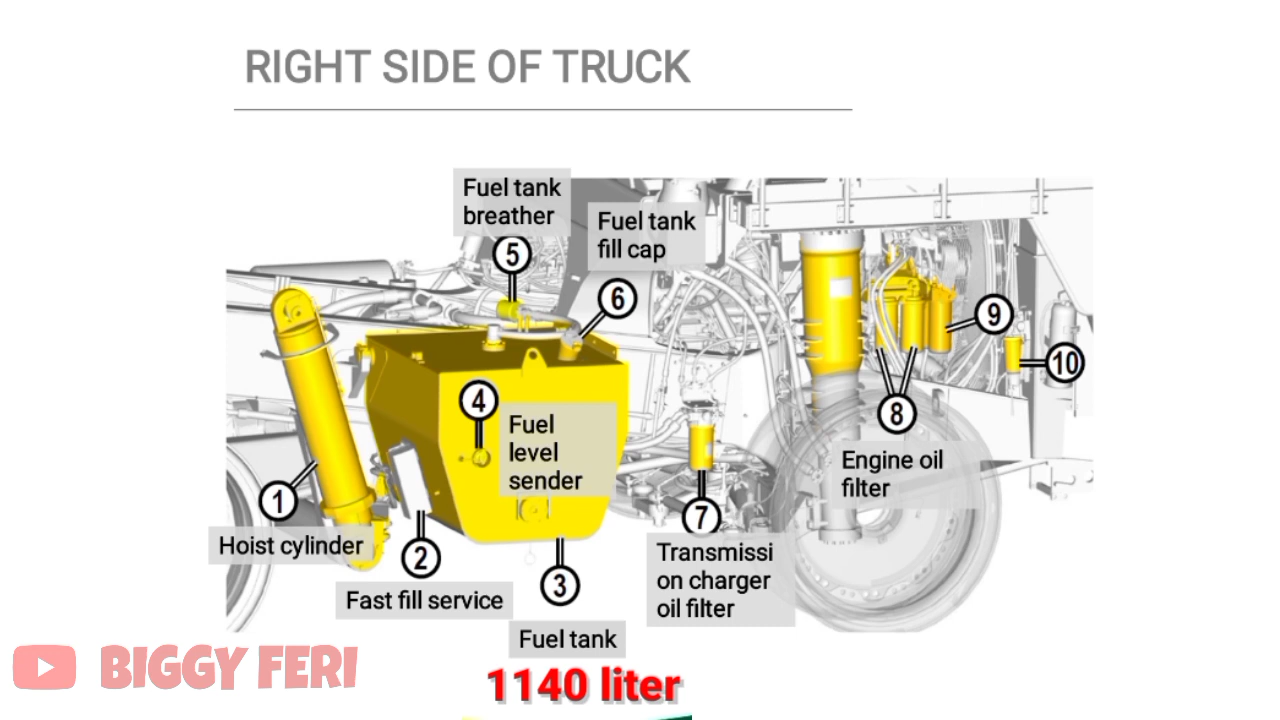 RIGHT SIDE OF TRUCK
Fuel tank
breather
Fuel tank
fill cap
5
6
9
10
4
Fuel
level
sender
8
Engine oil
filter
1
Hoist cylinder
2
Fast fill service
3
Fuel tank
1140 liter
7
Transmissi
on charger
oil filter
BIGGY FERI